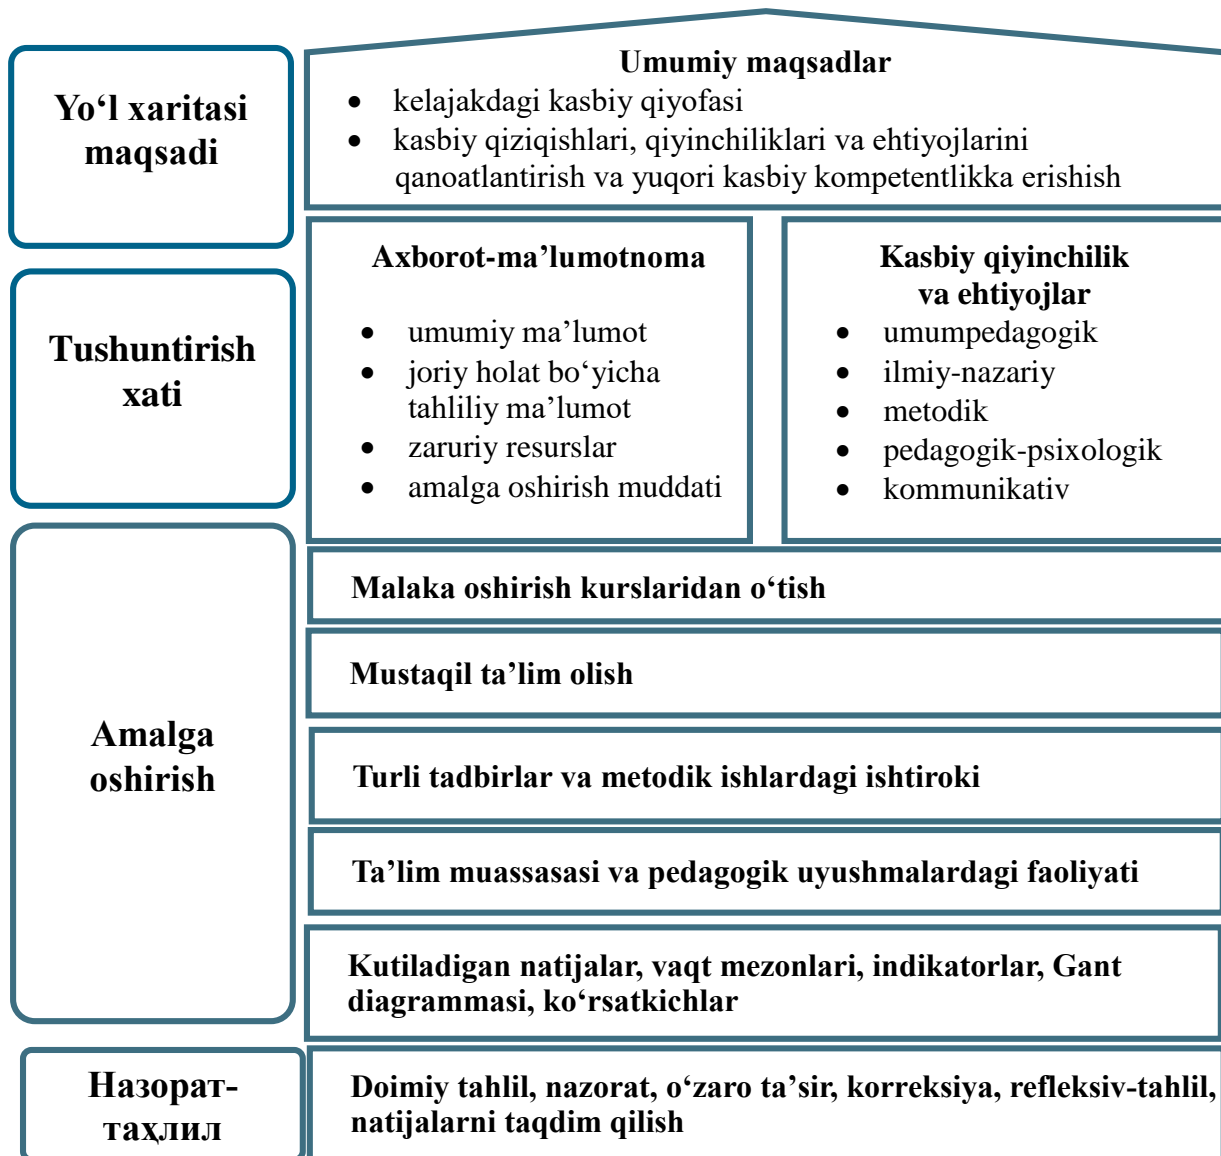 Yo‘l xaritasi
maqsadi
Umumiy maqsadlar
• kelajakdagi kasbiy qiyofasi
• kasbiy qiziqishlari, qiyinchiliklari va ehtiyojlarini
qanoatlantirish va yuqori kasbiy kompetentlikka erishish
Tushuntirish
xati
Axborot-ma’lumotnoma
• umumiy ma’lumot
• joriy holat bo‘yicha
tahliliy ma’lumot
• zaruriy resurslar
• amalga oshirish muddati
Kasbiy qiyinchilik
va ehtiyojlar
• umumpedagogik
• ilmiy-nazariy
• metodik
• pedagogik-psixologik
• kommunikativ
Amalga
oshirish
Malaka oshirish kurslaridan o‘tish
Mustaqil ta’lim olish
Turli tadbirlar va metodik ishlardagi ishtiroki
Ta’lim muassasasi va pedagogik uyushmalardagi faoliyati
Kutiladigan natijalar, vaqt mezonlari, indikatorlar, Gant
diagrammasi, ko‘rsatkichlar
Назорат-
таҳлил
Doimiy tahlil, nazorat, o‘zaro ta’sir, korreksiya, refleksiv-tahlil,
natijalarni taqdim qilish